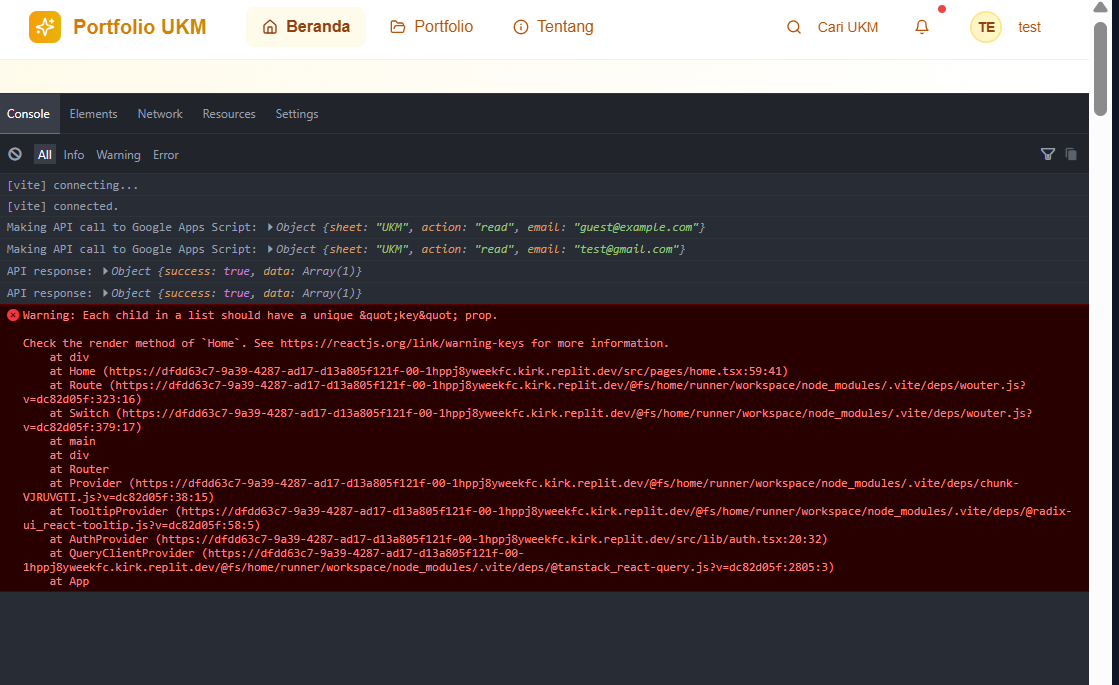 Portfolio UKM
Beranda
Portfolio
Tentang
Cari UKM
TE
test
Console Elements Network Resources Settings
All Info Warning Error
[vite] connecting...
[vite] connected.
Making API call to Google Apps Script: Object {sheet: "UKM", action: "read", email: "guest@example.com"}
Making API call to Google Apps Script: Object {sheet: "UKM", action: "read", email: "test@gmail.com"}
API response: Object {success: true, data: Array(1)}
API response: Object {success: true, data: Array(1)}
Warning: Each child in a list should have a unique &quot;key&quot; prop.
Check the render method of `Home`. See https://reactjs.org/link/warning-keys for more information.
at div
at Home (https://dfdd63c7-9a39-4287-ad17-d13a805f121f-00-1hppj8yweekfc.kirk.replit.dev/src/pages/home.tsx:59:41)
at Route (https://dfdd63c7-9a39-4287-ad17-d13a805f121f-00-1hppj8yweekfc.kirk.replit.dev/@fs/home/runner/workspace/node_modules/.vite/deps/wouter.js?
v=dc82d05f:323:16)
at Switch (https://dfdd63c7-9a39-4287-ad17-d13a805f121f-00-1hppj8yweekfc.kirk.replit.dev/@fs/home/runner/workspace/node_modules/.vite/deps/wouter.js?
v=dc82d05f:379:17)
at main
at div
at Router
at Provider (https://dfdd63c7-9a39-4287-ad17-d13a805f121f-00-1hppj8yweekfc.kirk.replit.dev/@fs/home/runner/workspace/node_modules/.vite/deps/chunk-
VJRUVGTI.js?v=dc82d05f:38:15)
at TooltipProvider (https://dfdd63c7-9a39-4287-ad17-d13a805f121f-00-1hppj8yweekfc.kirk.replit.dev/@fs/home/runner/workspace/node_modules/.vite/deps/@radix-
ui_react-tooltip.js?v=dc82d05f:58:5)
at AuthProvider (https://dfdd63c7-9a39-4287-ad17-d13a805f121f-00-1hppj8yweekfc.kirk.replit.dev/src/lib/auth.tsx:20:32)
at QueryClientProvider (https://dfdd63c7-9a39-4287-ad17-d13a805f121f-00-
1hppj8yweekfc.kirk.replit.dev/@fs/home/runner/workspace/node_modules/.vite/deps/@tanstack_react-query.js?v=dc82d05f:2805:3)
at App